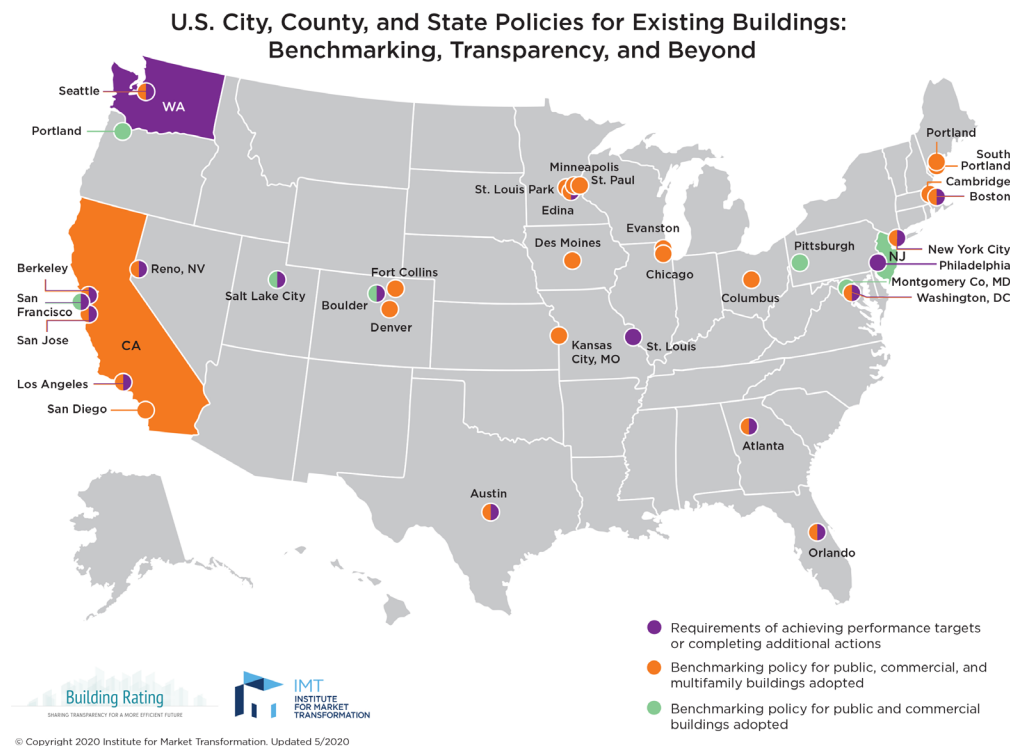 U.S. City, County, and State Policies for Existing Buildings:
Benchmarking, Transparency, and Beyond
Seattle
WA
Portland
Portland
South
Portland
Cambridge
Boston
Minneapolis
St. Louis Park
St. Paul
Edina
Evanston
Chicago
Des Moines
Pittsburgh
NJ
New York City
Philadelphia
Montgomery Co, MD
Washington, DC
Columbus
Berkeley
San
Francisco
San Jose
Reno, NV
Salt Lake City
Fort Collins
Boulder
Denver
CA
Kansas
City, MO
St. Louis
Los Angeles
San Diego
Atlanta
Austin
Orlando
Requirements of achieving performance targets
or completing additional actions
Benchmarking policy for public, commercial, and
multifamily buildings adopted
Benchmarking policy for public and commercial
buildings adopted
Building Rating
SHARING TRANSPARENCY FOR A MORE EFFICIENT FUTURE
IMT
INSTITUTE
FOR MARKET
TRANSFORMATION
© Copyright 2020 Institute for Market Transformation. Updated 5/2020